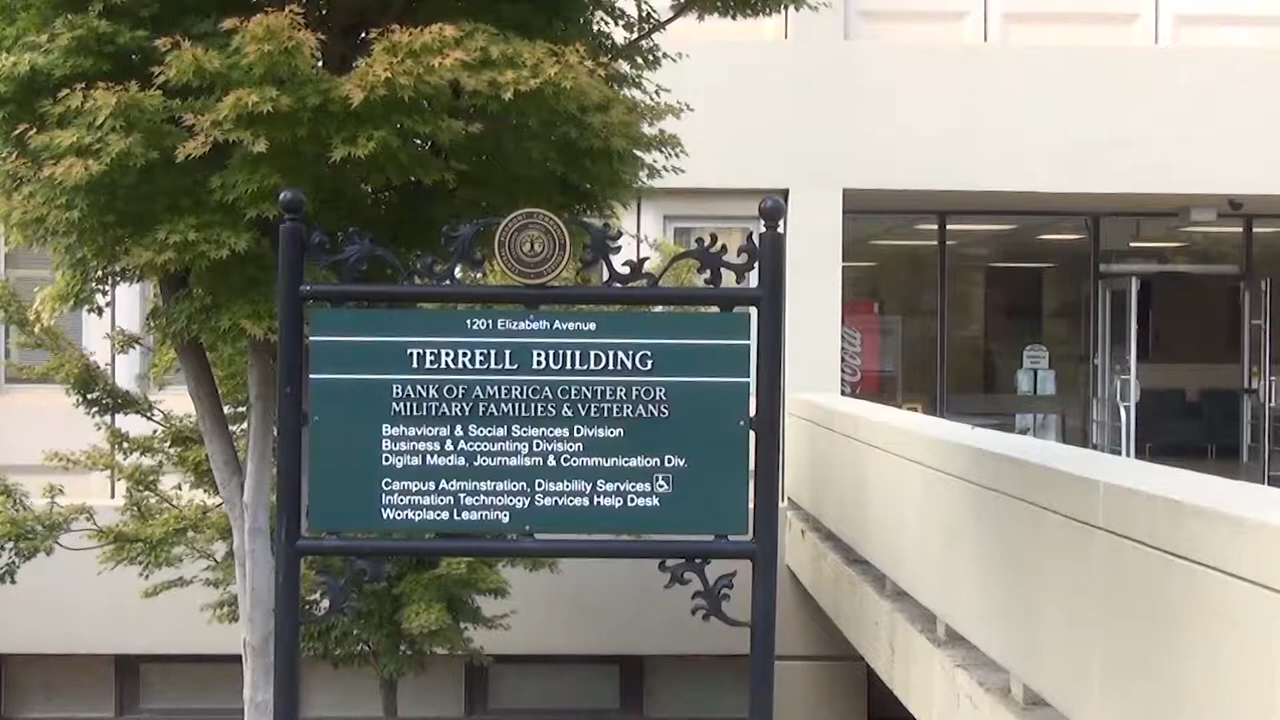 1201 Elizabeth Avenue
TERRELL BUILDING
BANK OF AMERICA CENTER FOR
MILITARY FAMILIES & VETERANS
Behavioral & Social Sciences Division
Business & Accounting Division
Digital Media, Journalism & Communication Div.
Campus Adminstration, Disability Services
Information Technology Services Help Desk
Workplace Learning
Cola